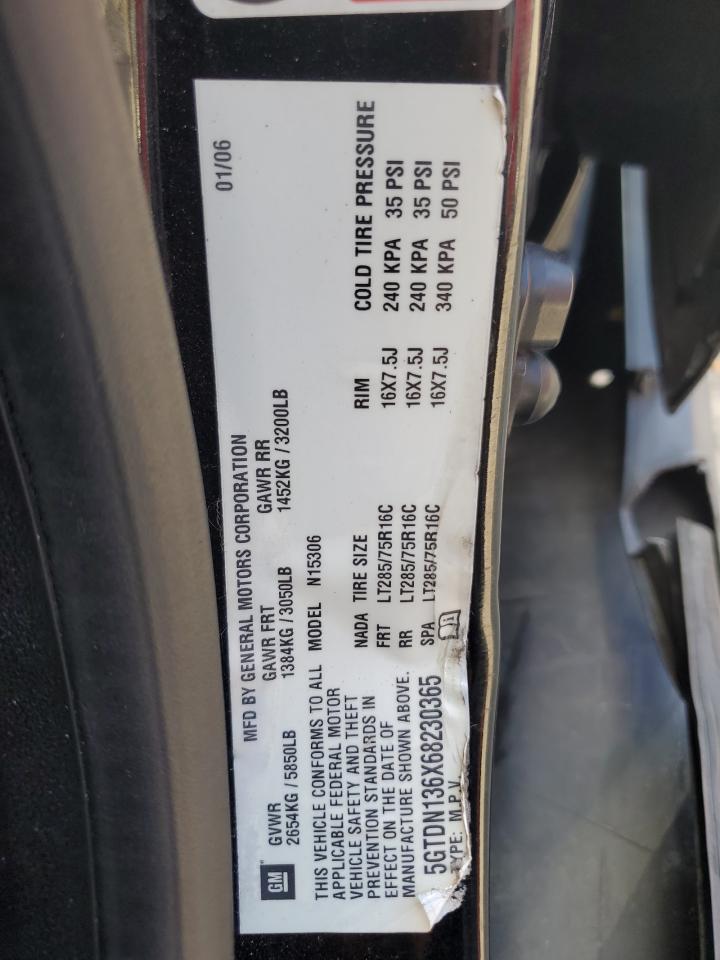 MFD BY GENERAL MOTORS CORPORATION 01/06
GM
GVWR GAWR FRT GAWR RR
2654KG / 5850LB 1384KG / 3050LB 1452KG / 3200LB
THIS VEHICLE CONFORMS TO ALL
APPLICABLE FEDERAL MOTOR
VEHICLE SAFETY AND THEFT
PREVENTION STANDARDS IN
EFFECT ON THE DATE OF
MANUFACTURE SHOWN ABOVE.
5GTDN136X68230365
TYPE: M.P.V.
MODEL N15306
NADA TIRE SIZE RIM COLD TIRE PRESSURE
FRT LT285/75R16C 16X7.5J 240 KPA 35 PSI
RR LT285/75R16C 16X7.5J 240 KPA 35 PSI
SPA LT285/75R16C 16X7.5J 340 KPA 50 PSI